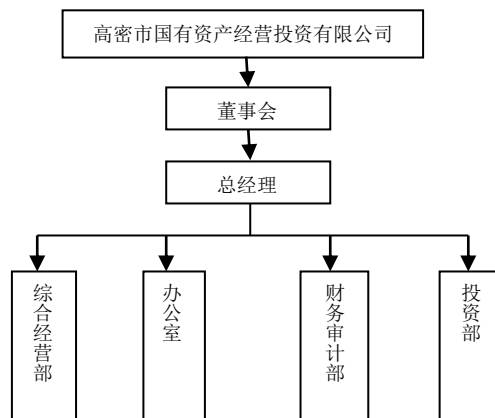 高密市国有资产经营投资有限公司
董事会
总经理
综合经营部
办公室
财务审计部
投资部